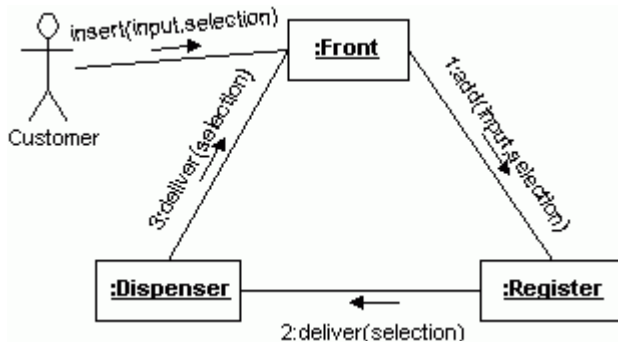 insert(input,selection)
:Front
Customer
1:add(input,selection)
3:deliver(selection)
:Dispenser
:Register
2:deliver(selection)